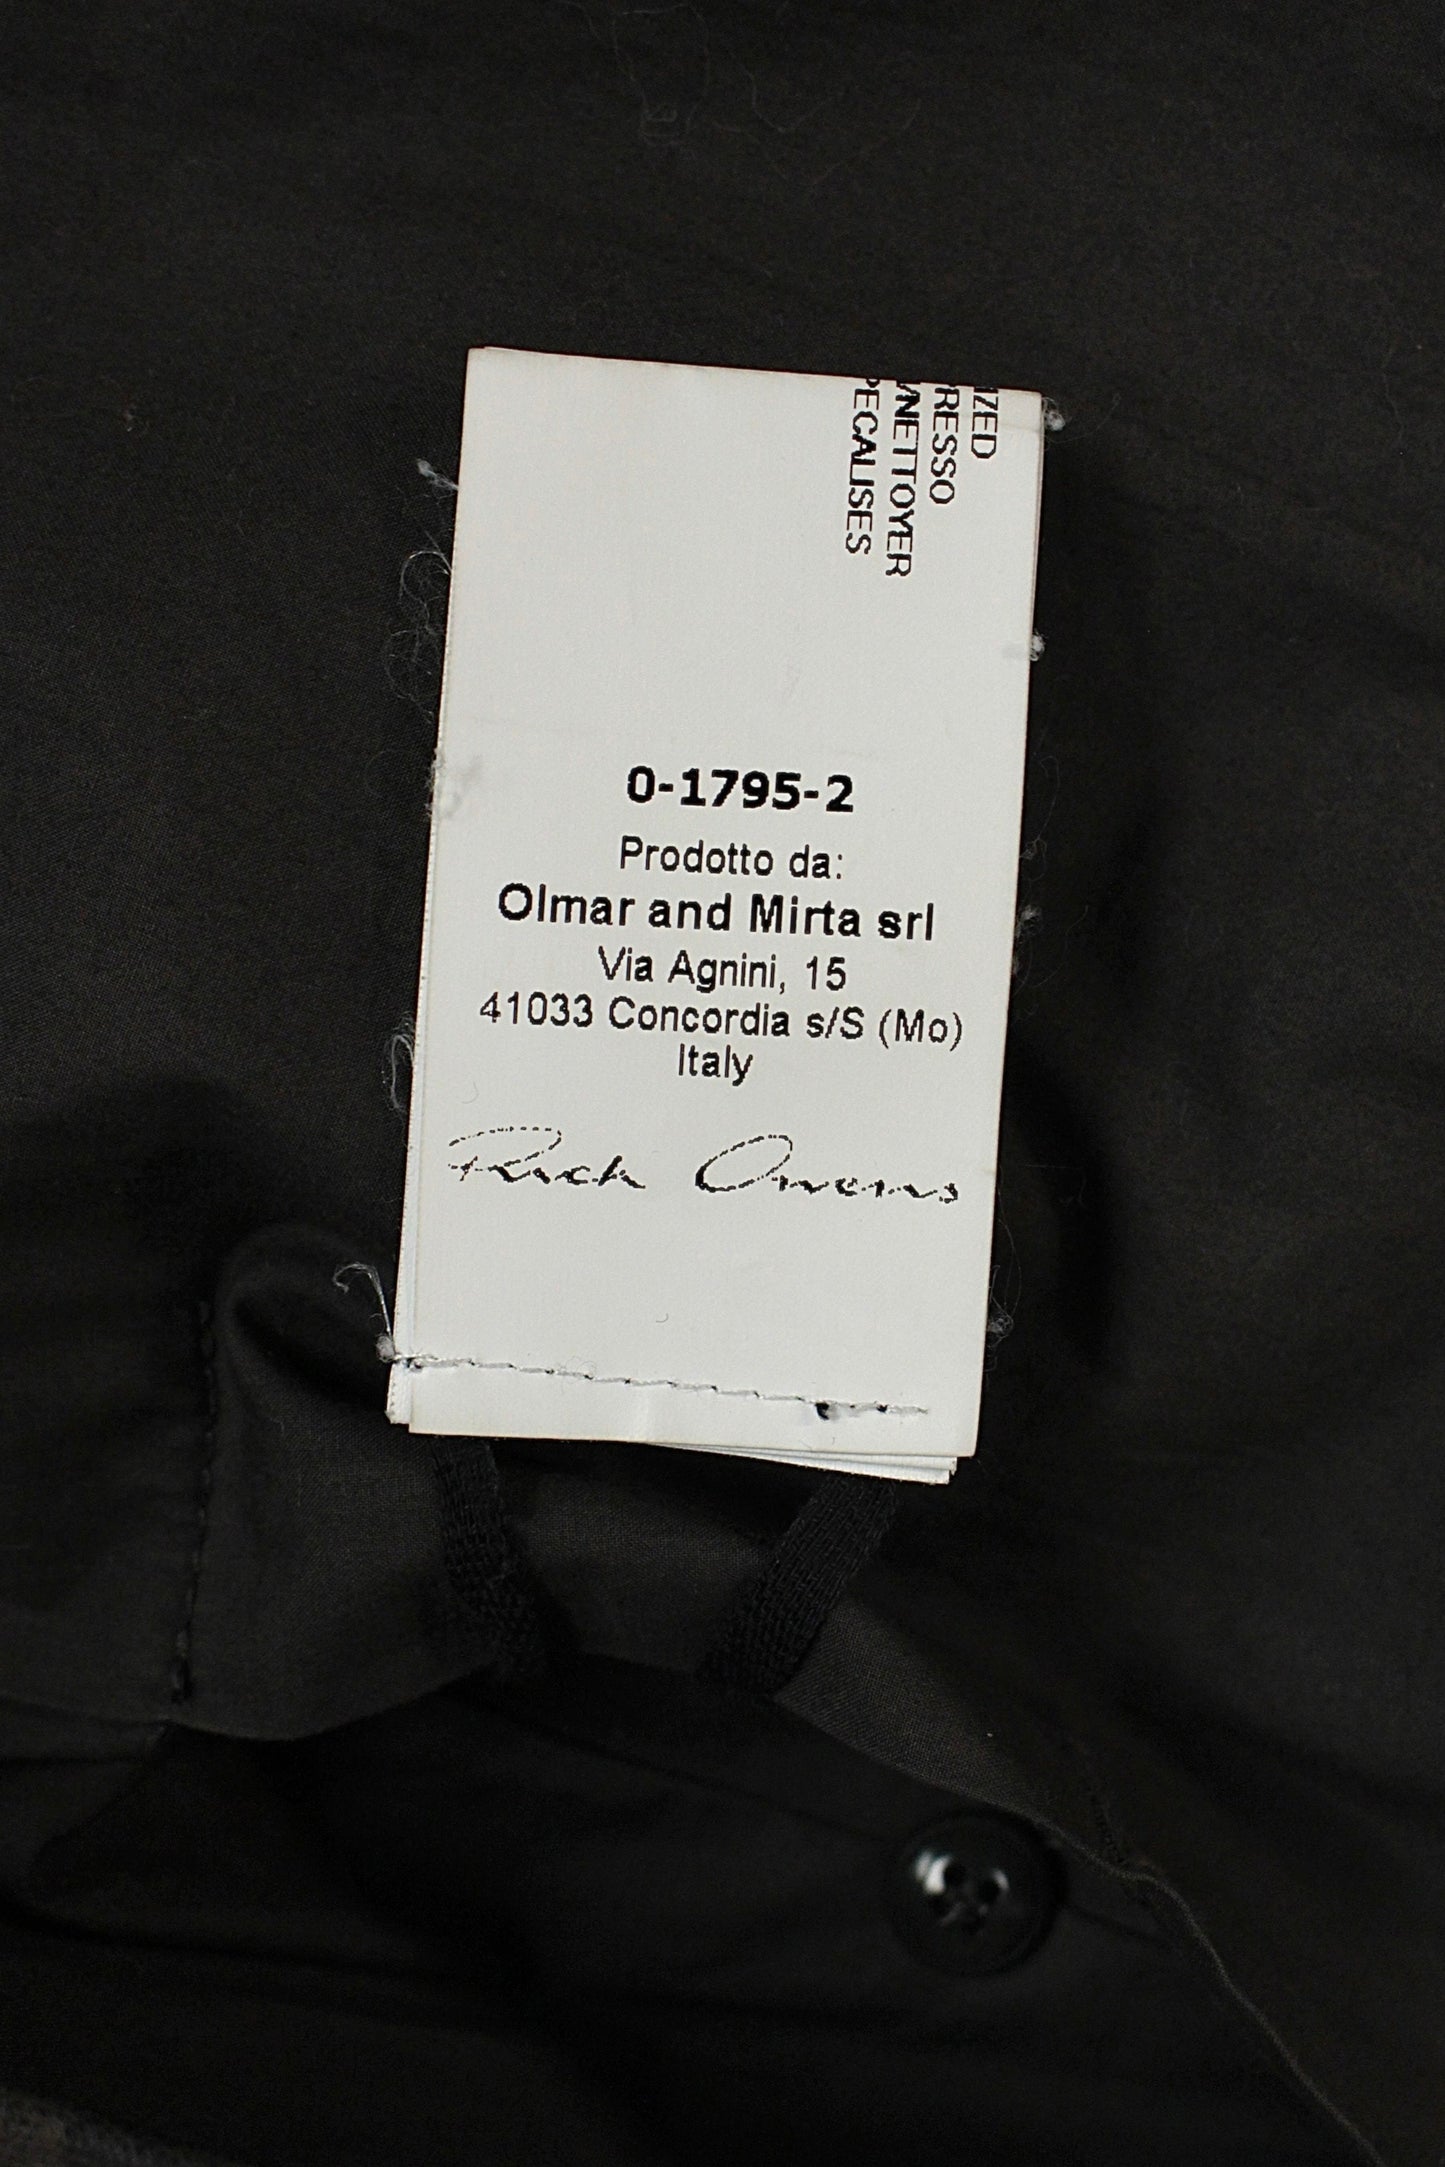 IZED
RESSO
NETTOYER
PECALISES
0-1795-2
Prodotto da:
Olmar and Mirta srl
Via Agnini, 15
41033 Concordia s/S (Mo)
Italy
Rick Owens